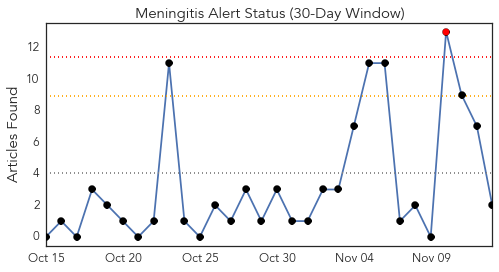 Meningitis Alert Status (30-Day Window)
Articles Found
12
10
8
6
4
2
0
Oct 15
Oct 20
Oct 25
Oct 30
Nov 04
Nov 09